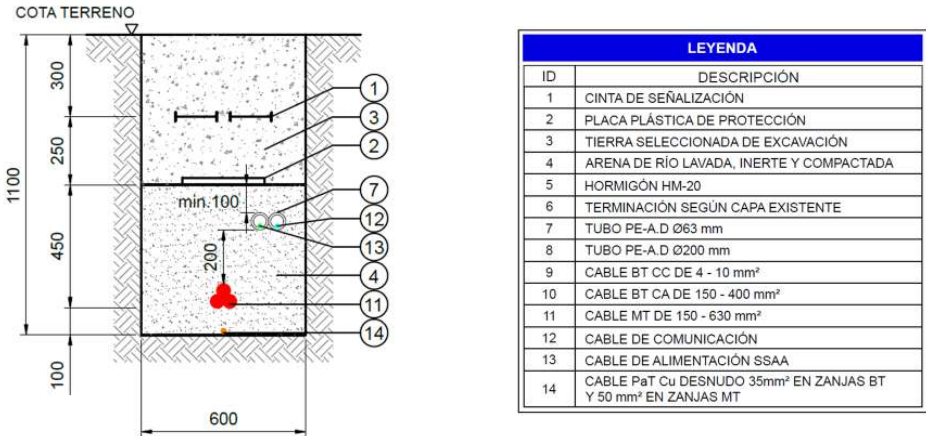 COTA TERRENO
300
250
1100
450
100
600
min.100
200
1
3
2
7
12
13
4
11
14
LEYENDA
ID DESCRIPCIÓN
1 CINTA DE SEÑALIZACIÓN
2 PLACA PLÁSTICA DE PROTECCIÓN
3 TIERRA SELECCIONADA DE EXCAVACIÓN
4 ARENA DE RÍO LAVADA, INERTE Y COMPACTADA
5 HORMIGÓN HM-20
6 TERMINACIÓN SEGÚN CAPA EXISTENTE
7 TUBO PE-A.D Ø63 mm
8 TUBO PE-A.D Ø200 mm
9 CABLE BT CC DE 4 - 10 mm²
10 CABLE BT CA DE 150 - 400 mm²
11 CABLE MT DE 150 - 630 mm²
12 CABLE DE COMUNICACIÓN
13 CABLE DE ALIMENTACIÓN SSAA
14 CABLE PaT Cu DESNUDO 35mm² EN ZANJAS BT
Y 50 mm² EN ZANJAS MT